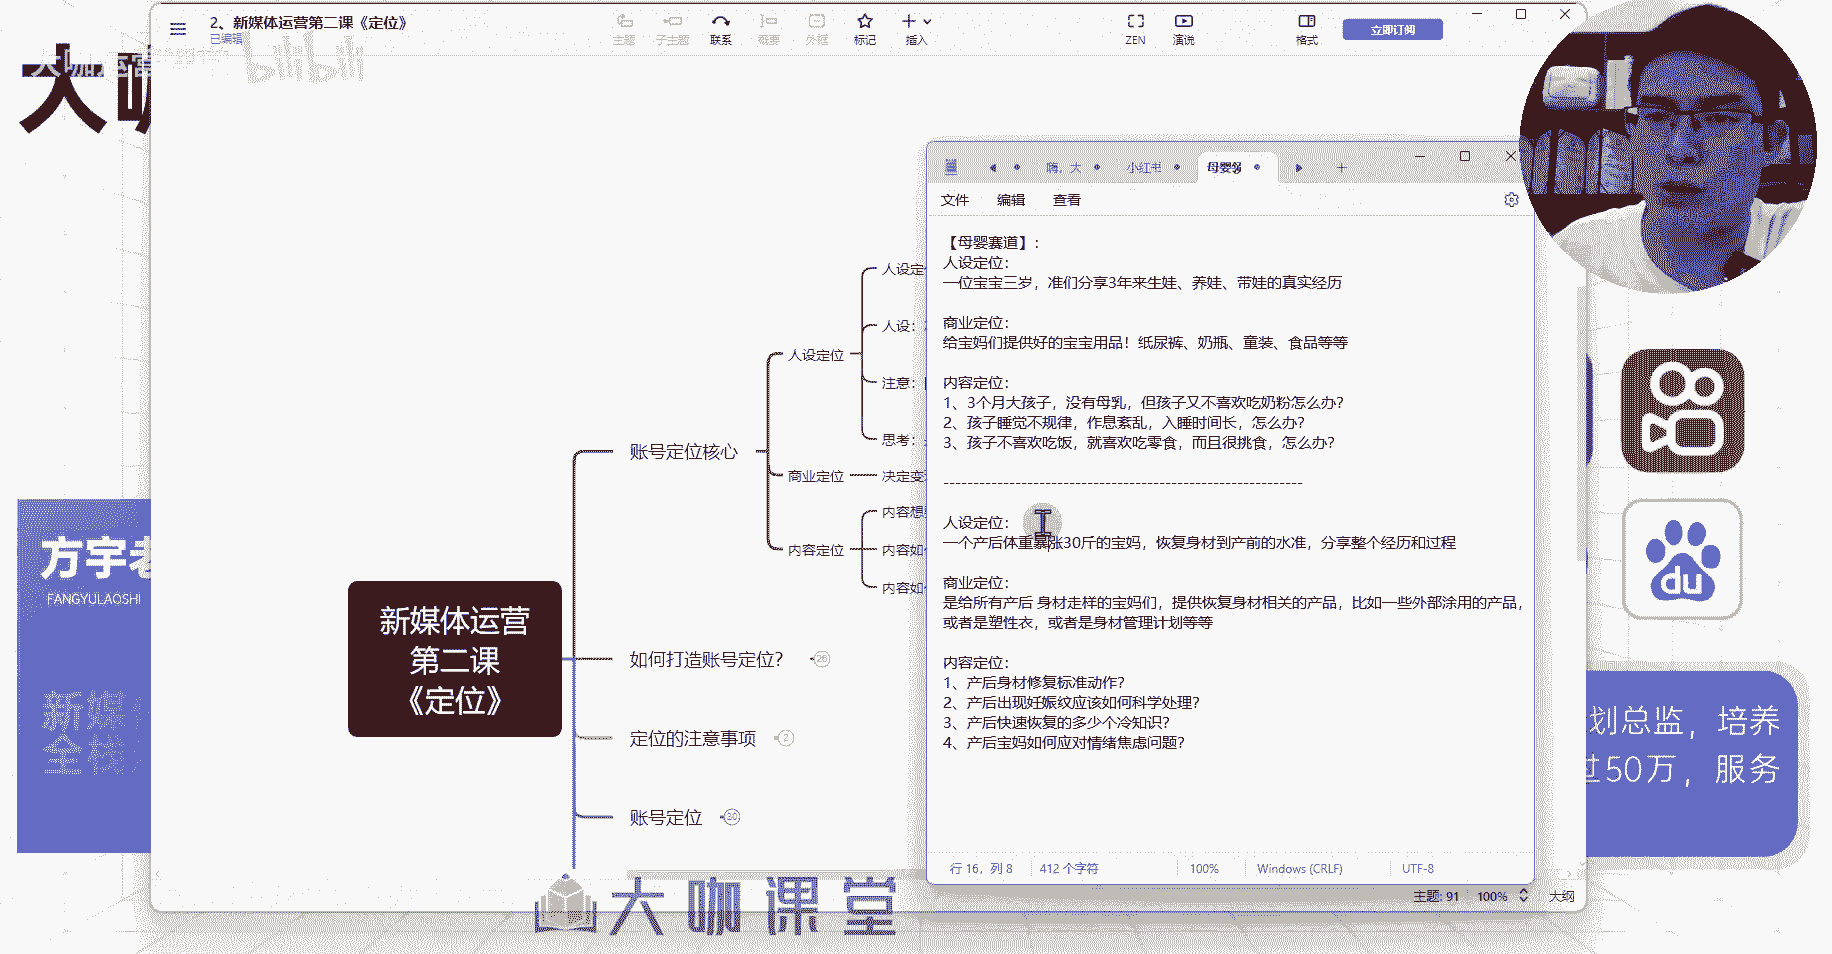 2、新媒体运营第二课《定位》
已编辑
主题
子主题
联系
概要
外框
标记
插入
ZEN
演说
格式
立即订阅
bilibili
大咖
嗨，大
小红书
文件
编辑
查看
【母婴赛道】：
人设定位：
一位宝宝三岁，准们分享3年来生娃、养娃、带娃的真实经历
商业定位：
给宝妈们提供好的宝宝用品！纸尿裤、奶瓶、童装、食品等等
内容定位：
1、3个月大孩子，没有母乳，但孩子又不喜欢吃奶粉怎么办？
2、孩子睡觉不规律，作息紊乱，入睡时间长，怎么办？
3、孩子不喜欢吃饭，就喜欢吃零食，而且很挑食，怎么办？
------------------------------------------------------------
人设定位：
一个产后体重暴涨30斤的宝妈，恢复身材到产前的水准，分享整个经历和过程
商业定位：
是给所有产后 身材走样的宝妈们，提供恢复身材相关的产品，比如一些外部涂用的产品，
或者是塑性衣，或者是身材管理计划等等
内容定位：
1、产后身材修复标准动作？
2、产后出现妊娠纹应该如何科学处理？
3、产后快速恢复的多少个冷知识？
4、产后宝妈如何应对情绪焦虑问题？
行 16，列 8
412 个字符
100%
Windows (CRLF)
UTF-8
人设定
人设：
人设定位
注意：
思考：
账号定位核心
商业定位
决定变
内容想
内容定位
内容如
内容如
新媒体运营
第二课
《定位》
如何打造账号定位？
26
定位的注意事项
2
账号定位
30
主题: 91
100%
大纲
方宇老
FANGYULAOSHI
新媒
全栈
划总监，培养
过50万，服务
du
大咖课堂